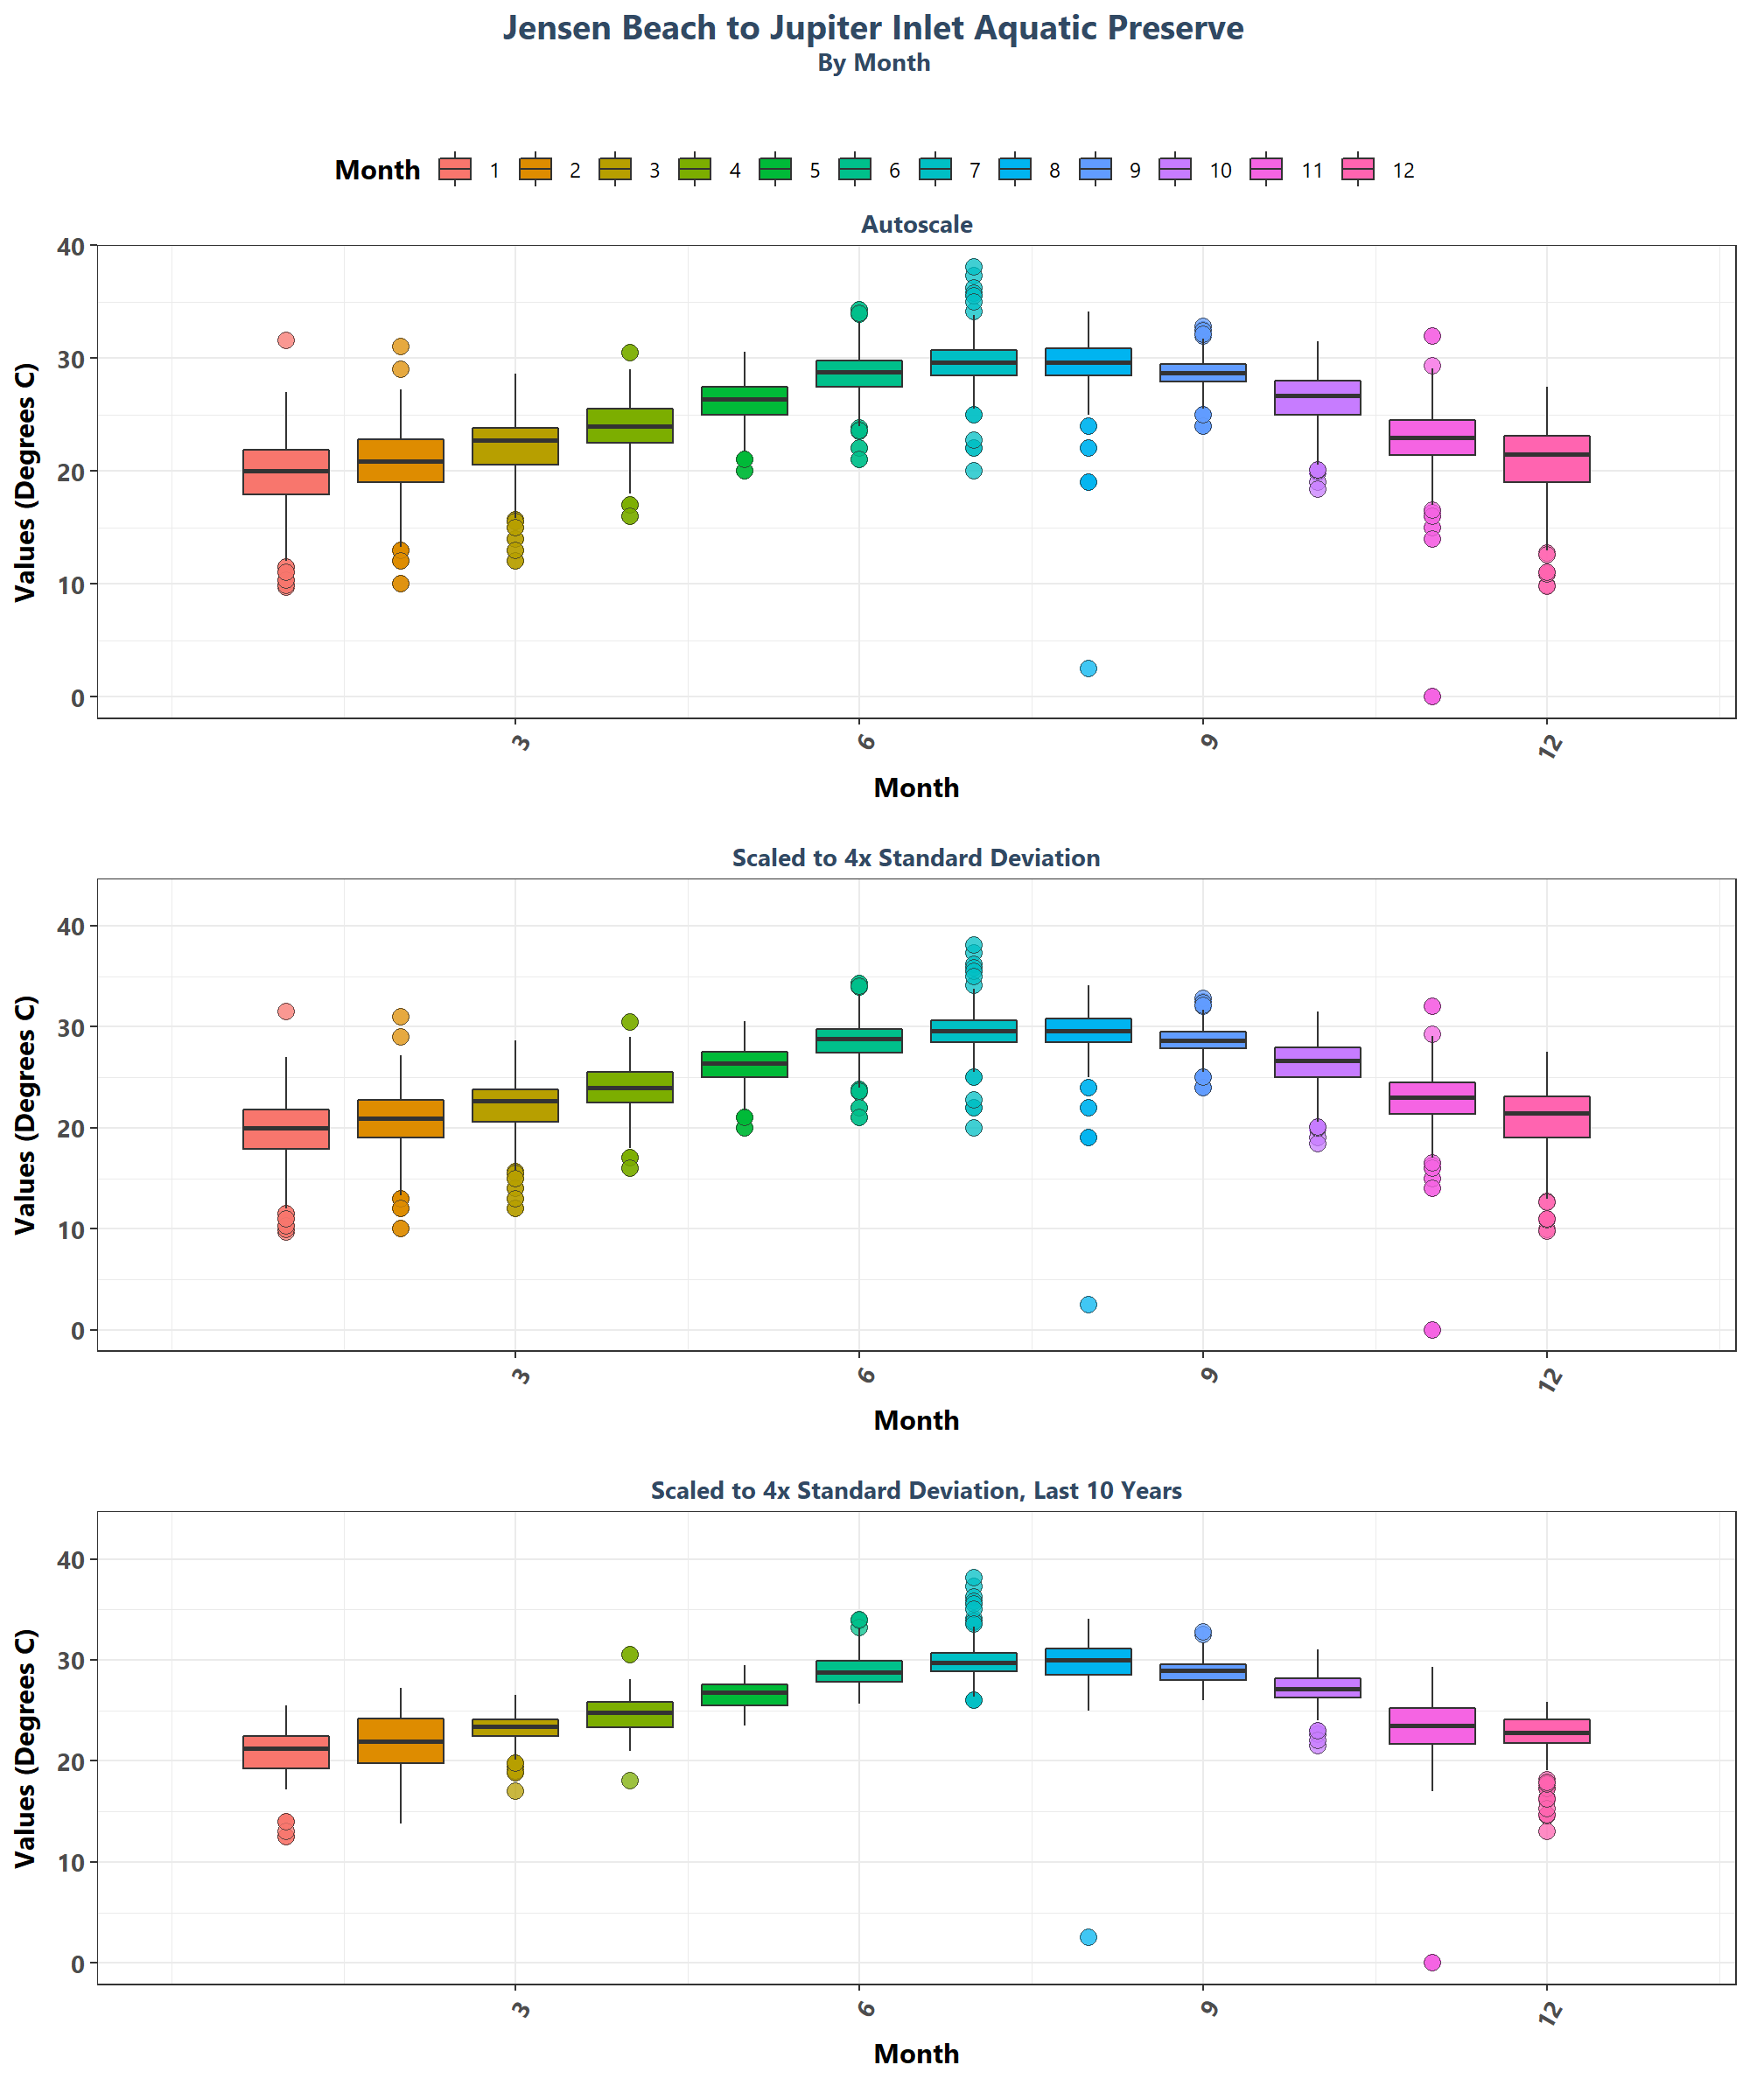 Jensen Beach to Jupiter Inlet Aquatic Preserve
By Month
Month 1 2 3 4 5 6 7 8 9 10 11 12
Autoscale
Values (Degrees C)
40
30
20
10
0
3 6 9 12
Month
Scaled to 4x Standard Deviation
Values (Degrees C)
40
30
20
10
0
3 6 9 12
Month
Scaled to 4x Standard Deviation, Last 10 Years
Values (Degrees C)
40
30
20
10
0
3 6 9 12
Month